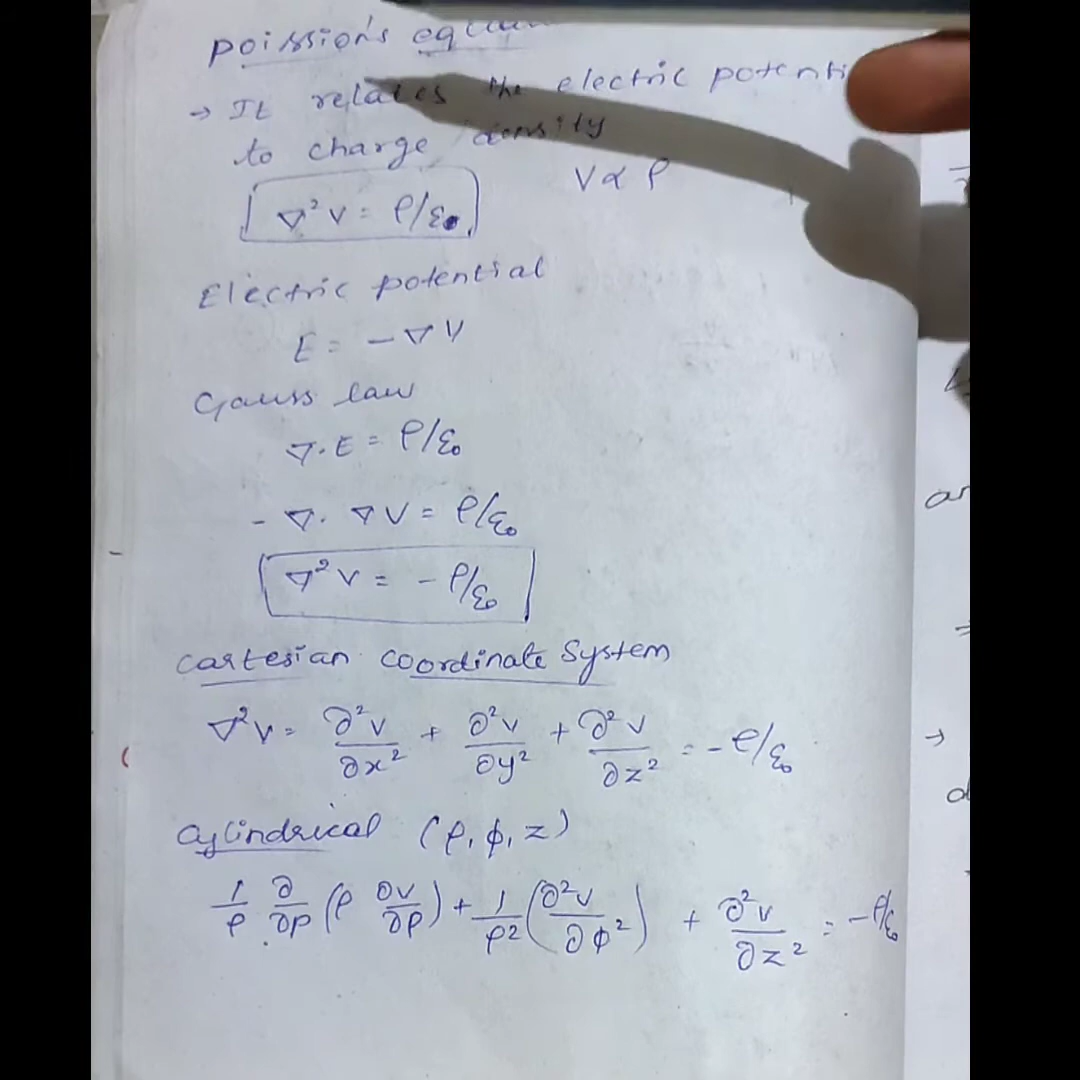 poission's
→ It relates the electric potenti
to charge density
V ∝ ρ
∇²V = ρ/ε₀
Electric potential
E = -∇V
Gauss law
∇.E = ρ/ε₀
- ∇. ∇V = ρ/ε₀
∇²V = - ρ/ε₀
Cartesian Coordinate System
∇²V = ∂²V/∂x² + ∂²V/∂y² + ∂²V/∂z² = -ρ/ε₀
Cylindrical (ρ, ϕ, z)
1/ρ ∂/∂ρ (ρ ∂V/∂ρ) + 1/ρ² (∂²V/∂ϕ²) + ∂²V/∂z² = -ρ/ε₀